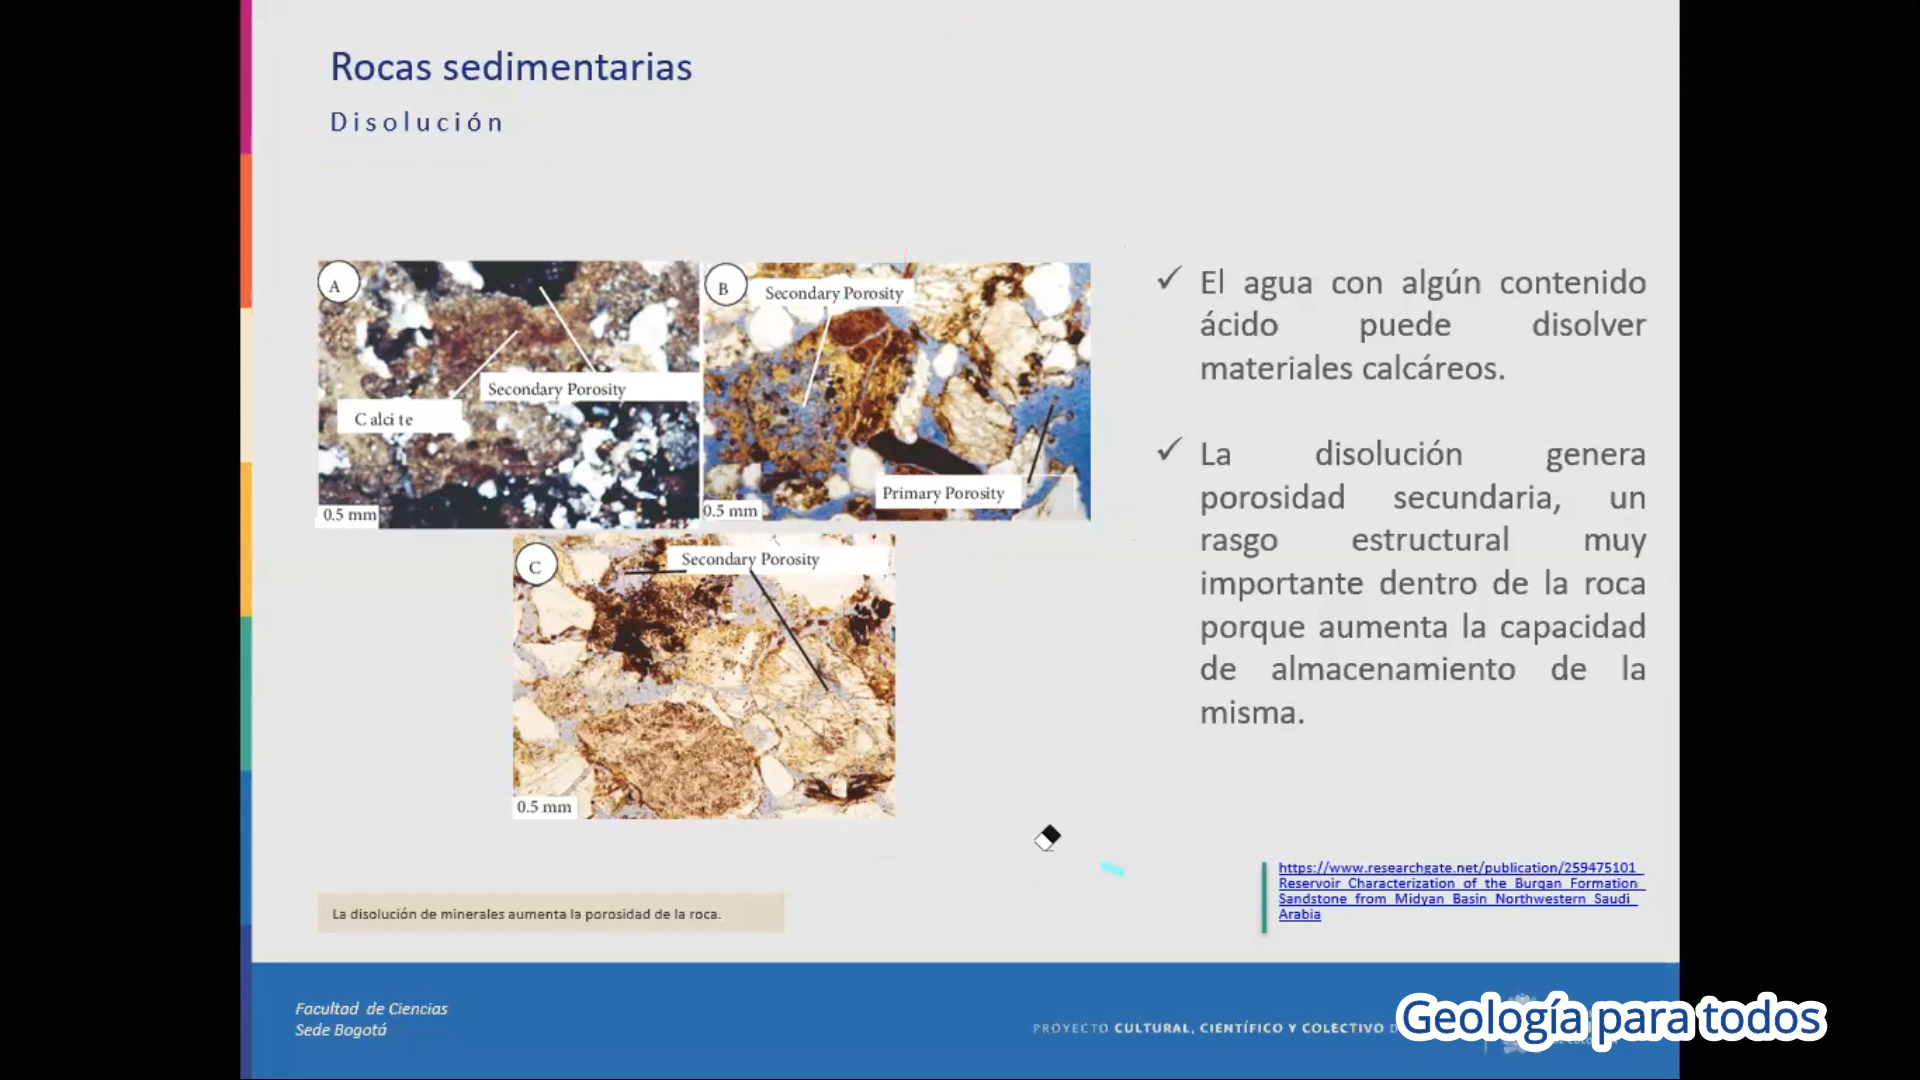 Rocas sedimentarias
Disolución
A
Secondary Porosity
Calcite
0.5 mm
B
Secondary Porosity
Primary Porosity
0.5 mm
C
Secondary Porosity
0.5 mm
✓ El agua con algún contenido
ácido puede disolver
materiales calcáreos.
✓ La disolución genera
porosidad secundaria, un
rasgo estructural muy
importante dentro de la roca
porque aumenta la capacidad
de almacenamiento de la
misma.
https://www.researchgate.net/publication/259475101_
Reservoir_Characterization_of_the_Burqan_Formation_
Sandstone_from_Midyan_Basin_Northwestern_Saudi_
Arabia
La disolución de minerales aumenta la porosidad de la roca.
Facultad de Ciencias
Sede Bogotá
PROYECTO CULTURAL, CIENTÍFICO Y COLECTIVO
Geología para todos